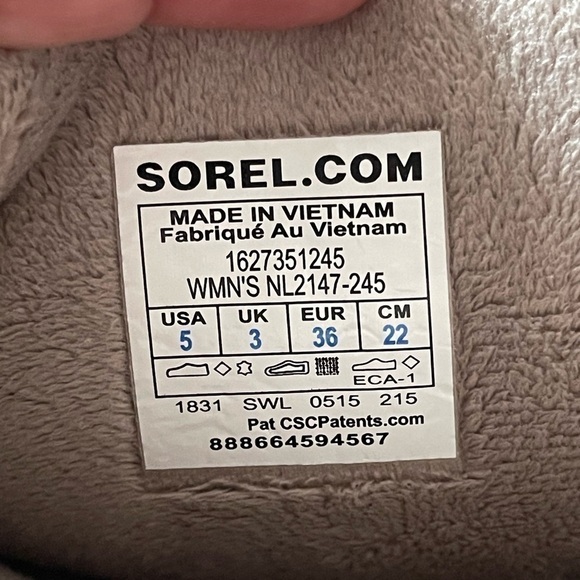 SOREL.COM
MADE IN VIETNAM
Fabriqué Au Vietnam
1627351245
WMN'S NL2147-245
USA UK EUR CM
5 3 36 22
ECA-1
1831 SWL 0515 215
Pat CSCPatents.com
888664594567